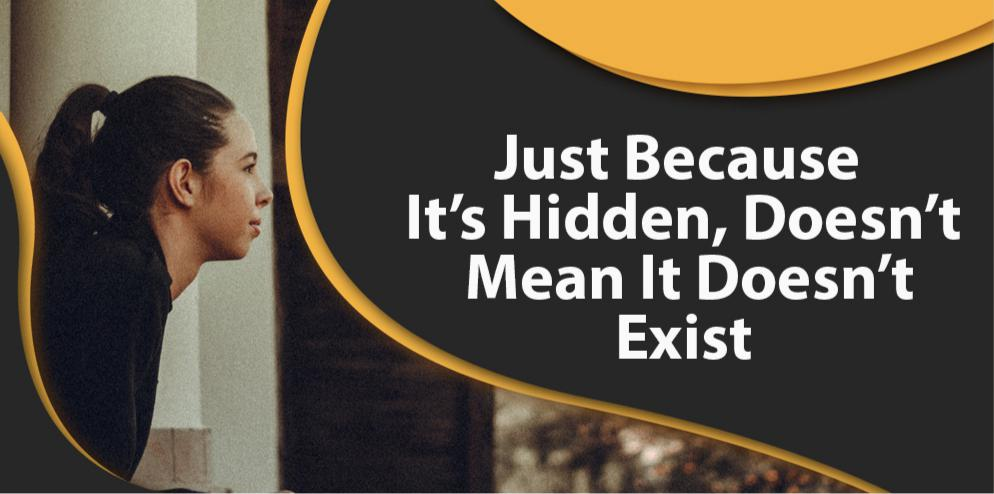 Just Because
It’s Hidden, Doesn’t
Mean It Doesn’t
Exist